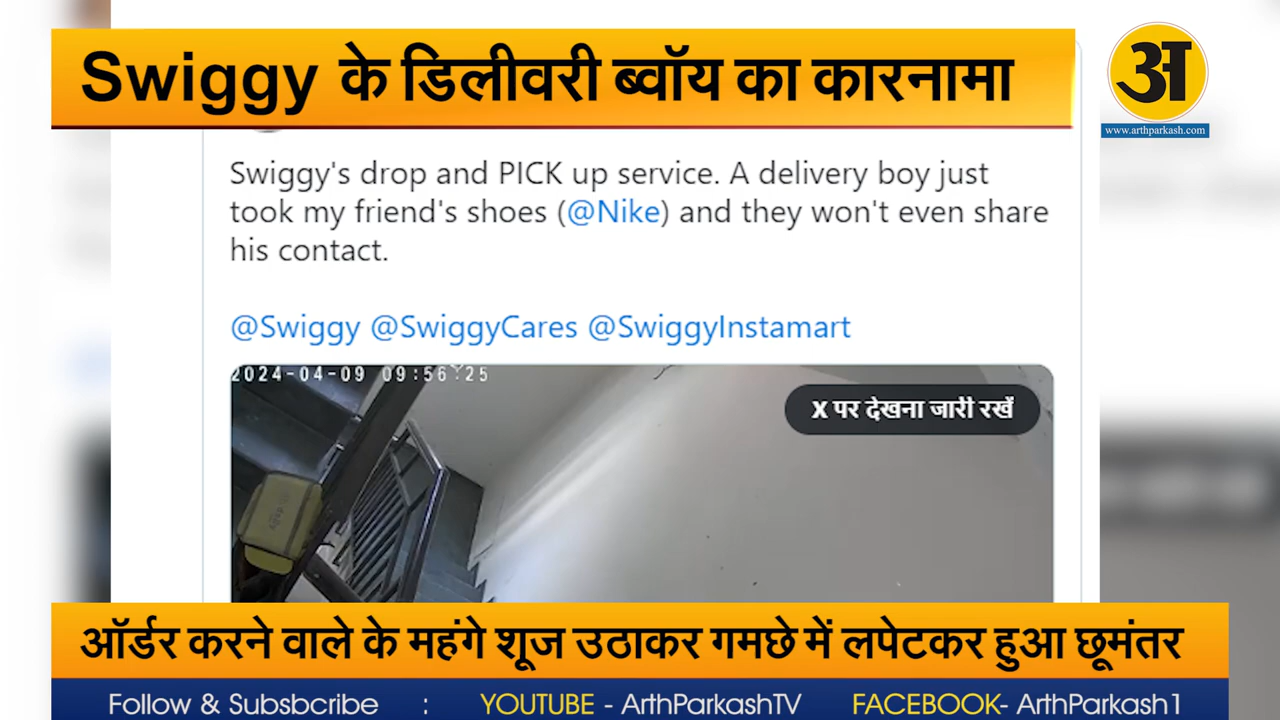 Swiggy के डिलीवरी ब्वॉय का कारनामा
अ
www.arthparkash.com
Swiggy's drop and PICK up service. A delivery boy just
took my friend's shoes (@Nike) and they won't even share
his contact.
@Swiggy @SwiggyCares @SwiggyInstamart
2024-04-09 09:56:25
X पर देखना जारी रखें
ऑर्डर करने वाले के महंगे शूज उठाकर गमछे में लपेटकर हुआ छूमंतर
Follow & Subsbcribe : YOUTUBE - ArthParkashTV FACEBOOK- ArthParkash1